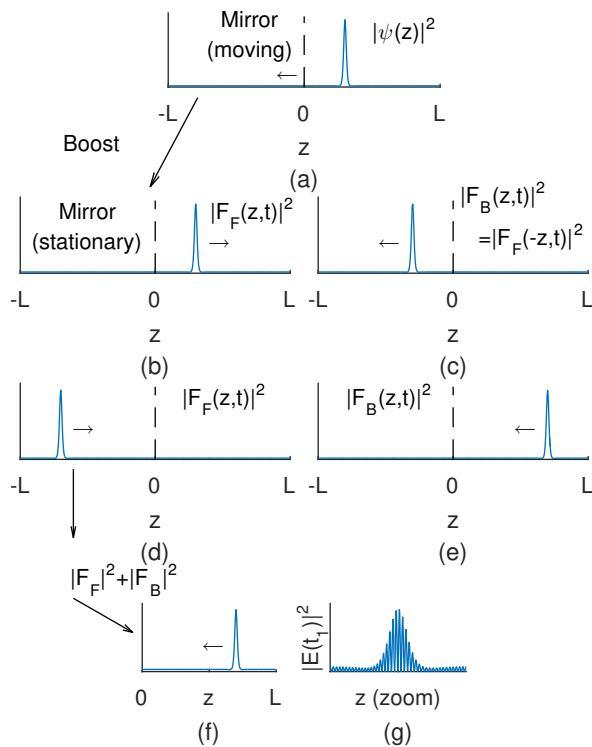 Mirror
(moving)
←
|ψ(z)|²
-L 0 L
z
(a)
Boost
Mirror
(stationary)
|F_F(z,t)|²
→
-L 0 L
z
(b)
|F_B(z,t)|²
=|F_F(-z,t)|²
←
-L 0 L
z
(c)
|F_F(z,t)|²
→
-L 0 L
z
(d)
|F_B(z,t)|²
←
-L 0 L
z
(e)
|F_F|²+|F_B|²
←
0 z L
(f)
|E(t₁)|²
z (zoom)
(g)